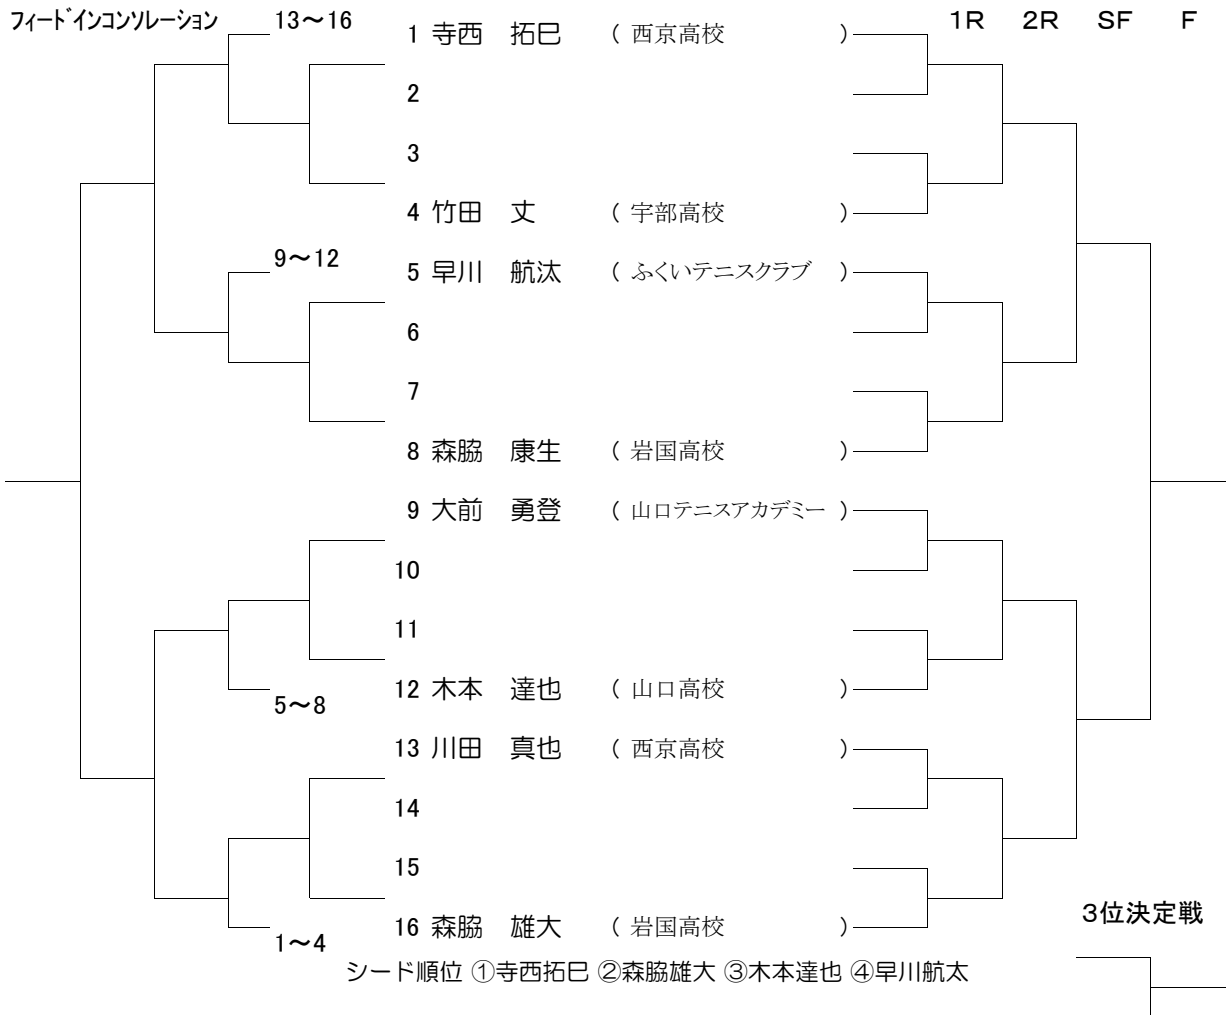 フィードインコンソレーション 13～16 1R 2R SF F
1 寺西 拓巳 ( 西京高校 )
2
3
4 竹田 丈 ( 宇部高校 )
9～12
5 早川 航汰 ( ふくいテニスクラブ )
6
7
8 森脇 康生 ( 岩国高校 )
9 大前 勇登 ( 山口テニスアカデミー )
10
11
12 木本 達也 ( 山口高校 )
5～8
13 川田 真也 ( 西京高校 )
14
15
16 森脇 雄大 ( 岩国高校 )
3位決定戦
1～4
シード順位 ①寺西拓巳 ②森脇雄大 ③木本達也 ④早川航太